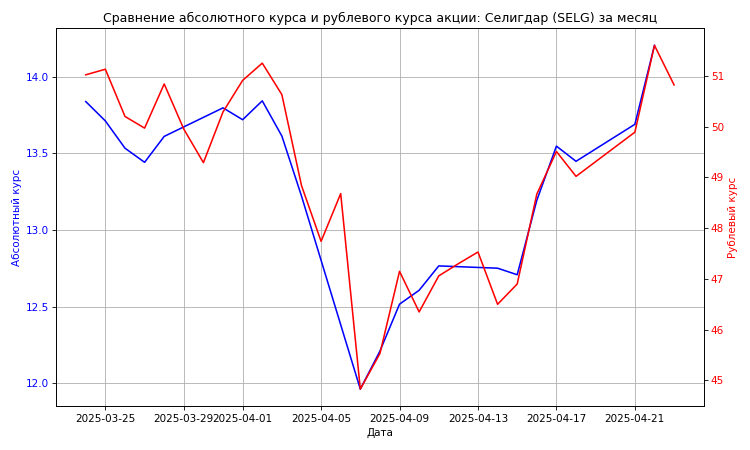 Сравнение абсолютного курса и рублевого курса акции: Селигдар (SELG) за месяц
14.0
13.5
13.0
12.5
12.0
Абсолютный курс
51
50
49
48
47
46
45
Рублевый курс
2025-03-25 2025-03-29 2025-04-01 2025-04-05 2025-04-09 2025-04-13 2025-04-17 2025-04-21
Дата